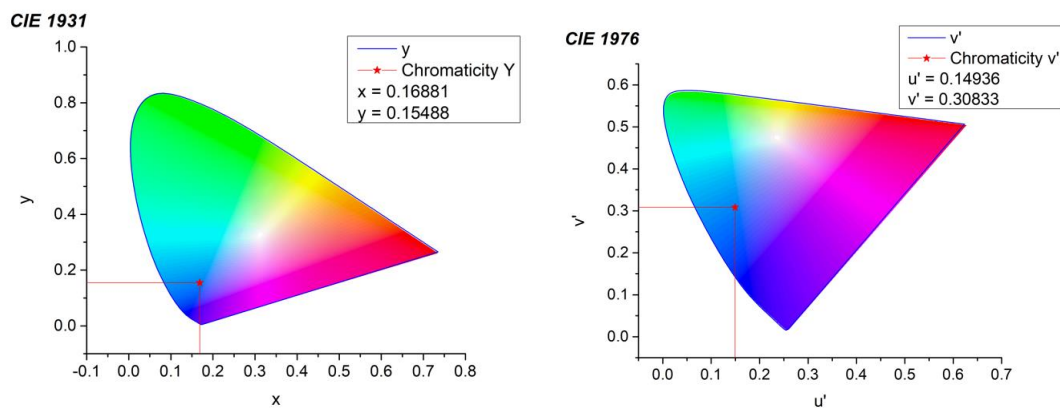 CIE 1931
y
Chromaticity Y
x = 0.16881
y = 0.15488
1.0
0.8
0.6
0.4
0.2
0.0
y
-0.1 0.0 0.1 0.2 0.3 0.4 0.5 0.6 0.7 0.8
x
CIE 1976
v'
Chromaticity v'
u' = 0.14936
v' = 0.30833
0.6
0.5
0.4
0.3
0.2
0.1
0.0
v'
0.0 0.1 0.2 0.3 0.4 0.5 0.6 0.7
u'